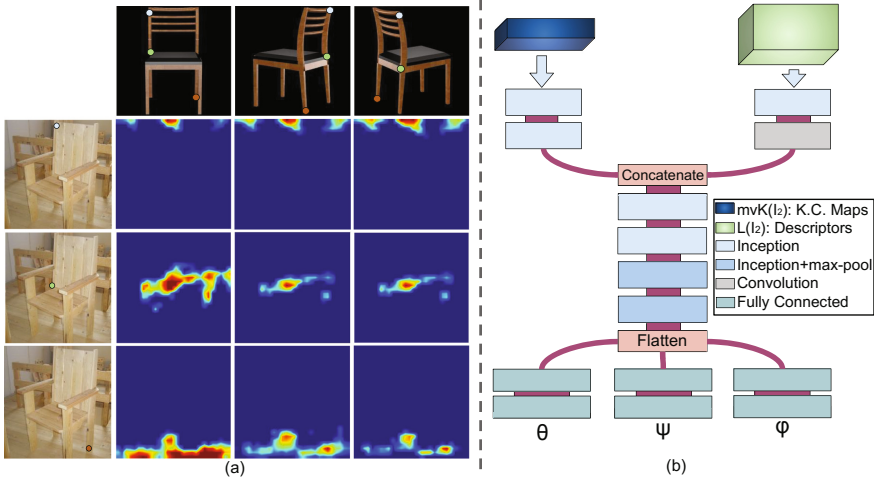 Concatenate
mvK(I₂): K.C. Maps
L(I₂): Descriptors
Inception
Inception+max-pool
Convolution
Fully Connected
Flatten
θ
ψ
φ
(a)
(b)